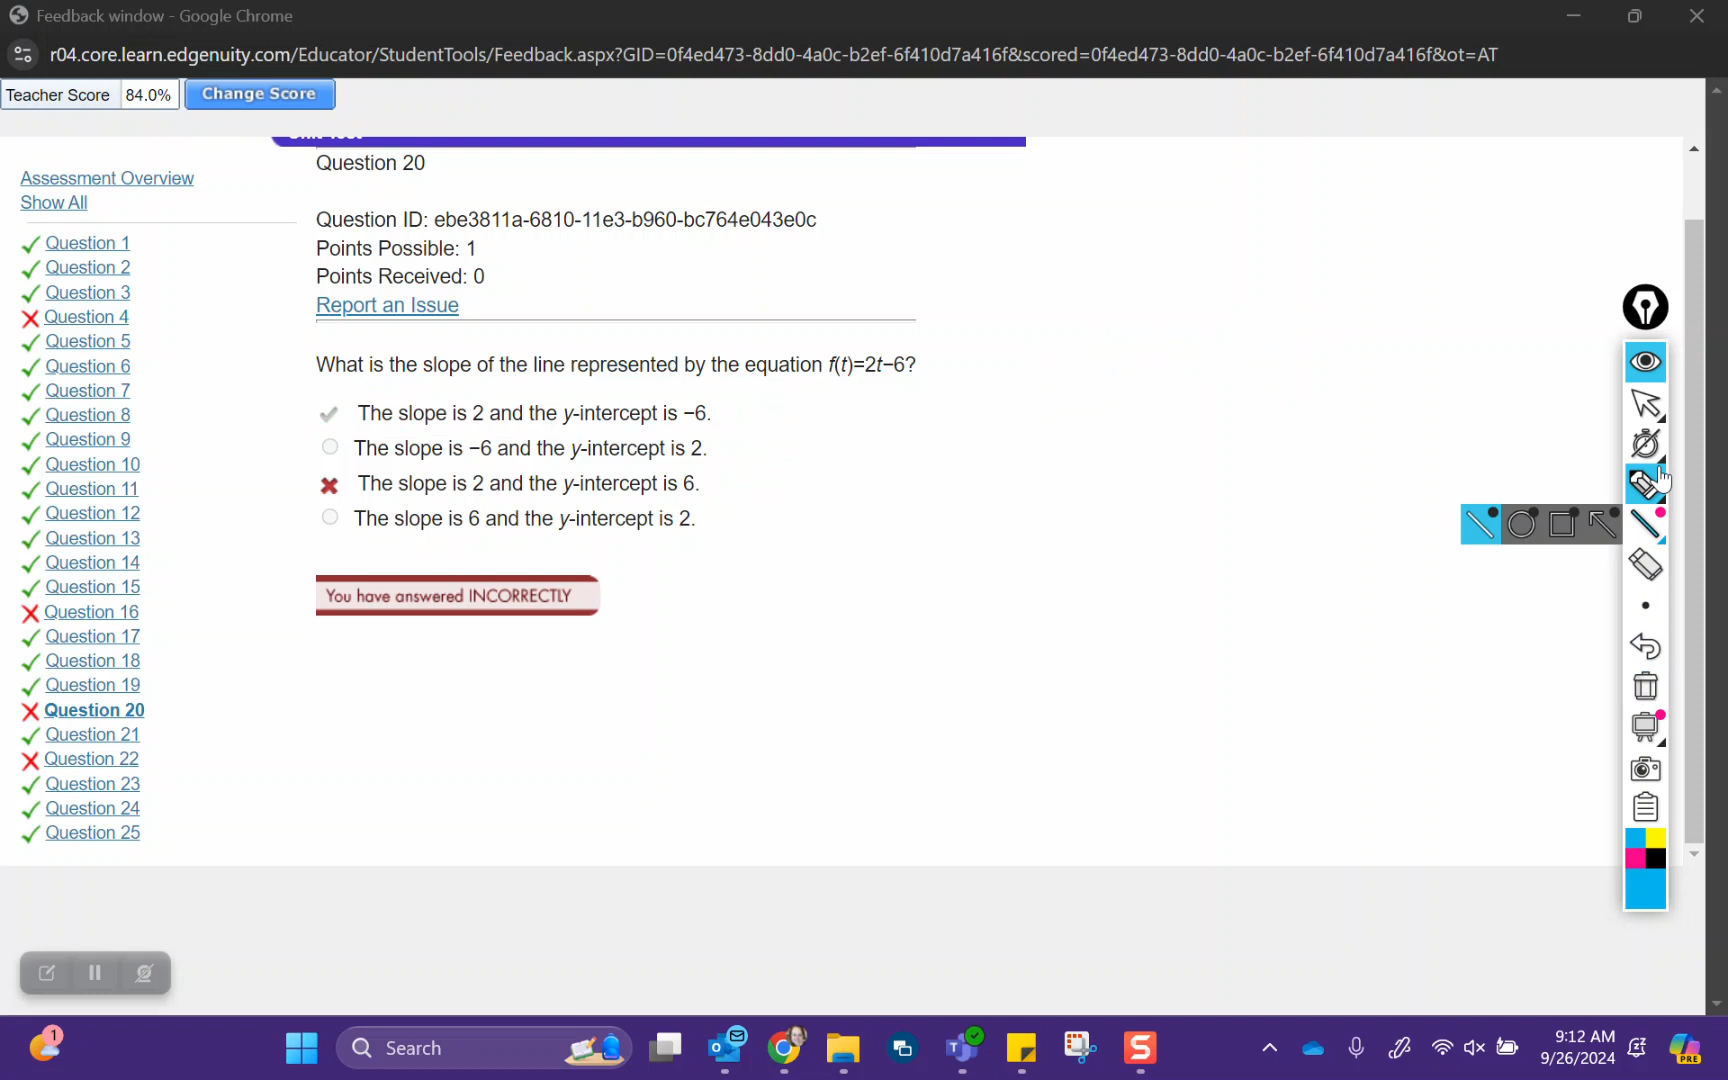 Feedback window - Google Chrome
r04.core.learn.edgenuity.com/Educator/StudentTools/Feedback.aspx?GID=0f4ed473-8dd0-4a0c-b2ef-6f410d7a416f&scored=0f4ed473-8dd0-4a0c-b2ef-6f410d7a416f&ot=AT
Teacher Score 84.0% Change Score
Assessment Overview
Show All
Question 1
Question 2
Question 3
Question 4
Question 5
Question 6
Question 7
Question 8
Question 9
Question 10
Question 11
Question 12
Question 13
Question 14
Question 15
Question 16
Question 17
Question 18
Question 19
Question 20
Question 21
Question 22
Question 23
Question 24
Question 25
Question 20
Question ID: ebe3811a-6810-11e3-b960-bc764e043e0c
Points Possible: 1
Points Received: 0
Report an Issue
What is the slope of the line represented by the equation f(t)=2t−6?
The slope is 2 and the y-intercept is −6.
The slope is −6 and the y-intercept is 2.
The slope is 2 and the y-intercept is 6.
The slope is 6 and the y-intercept is 2.
You have answered INCORRECTLY
1
Search
9:12 AM
9/26/2024
PRE